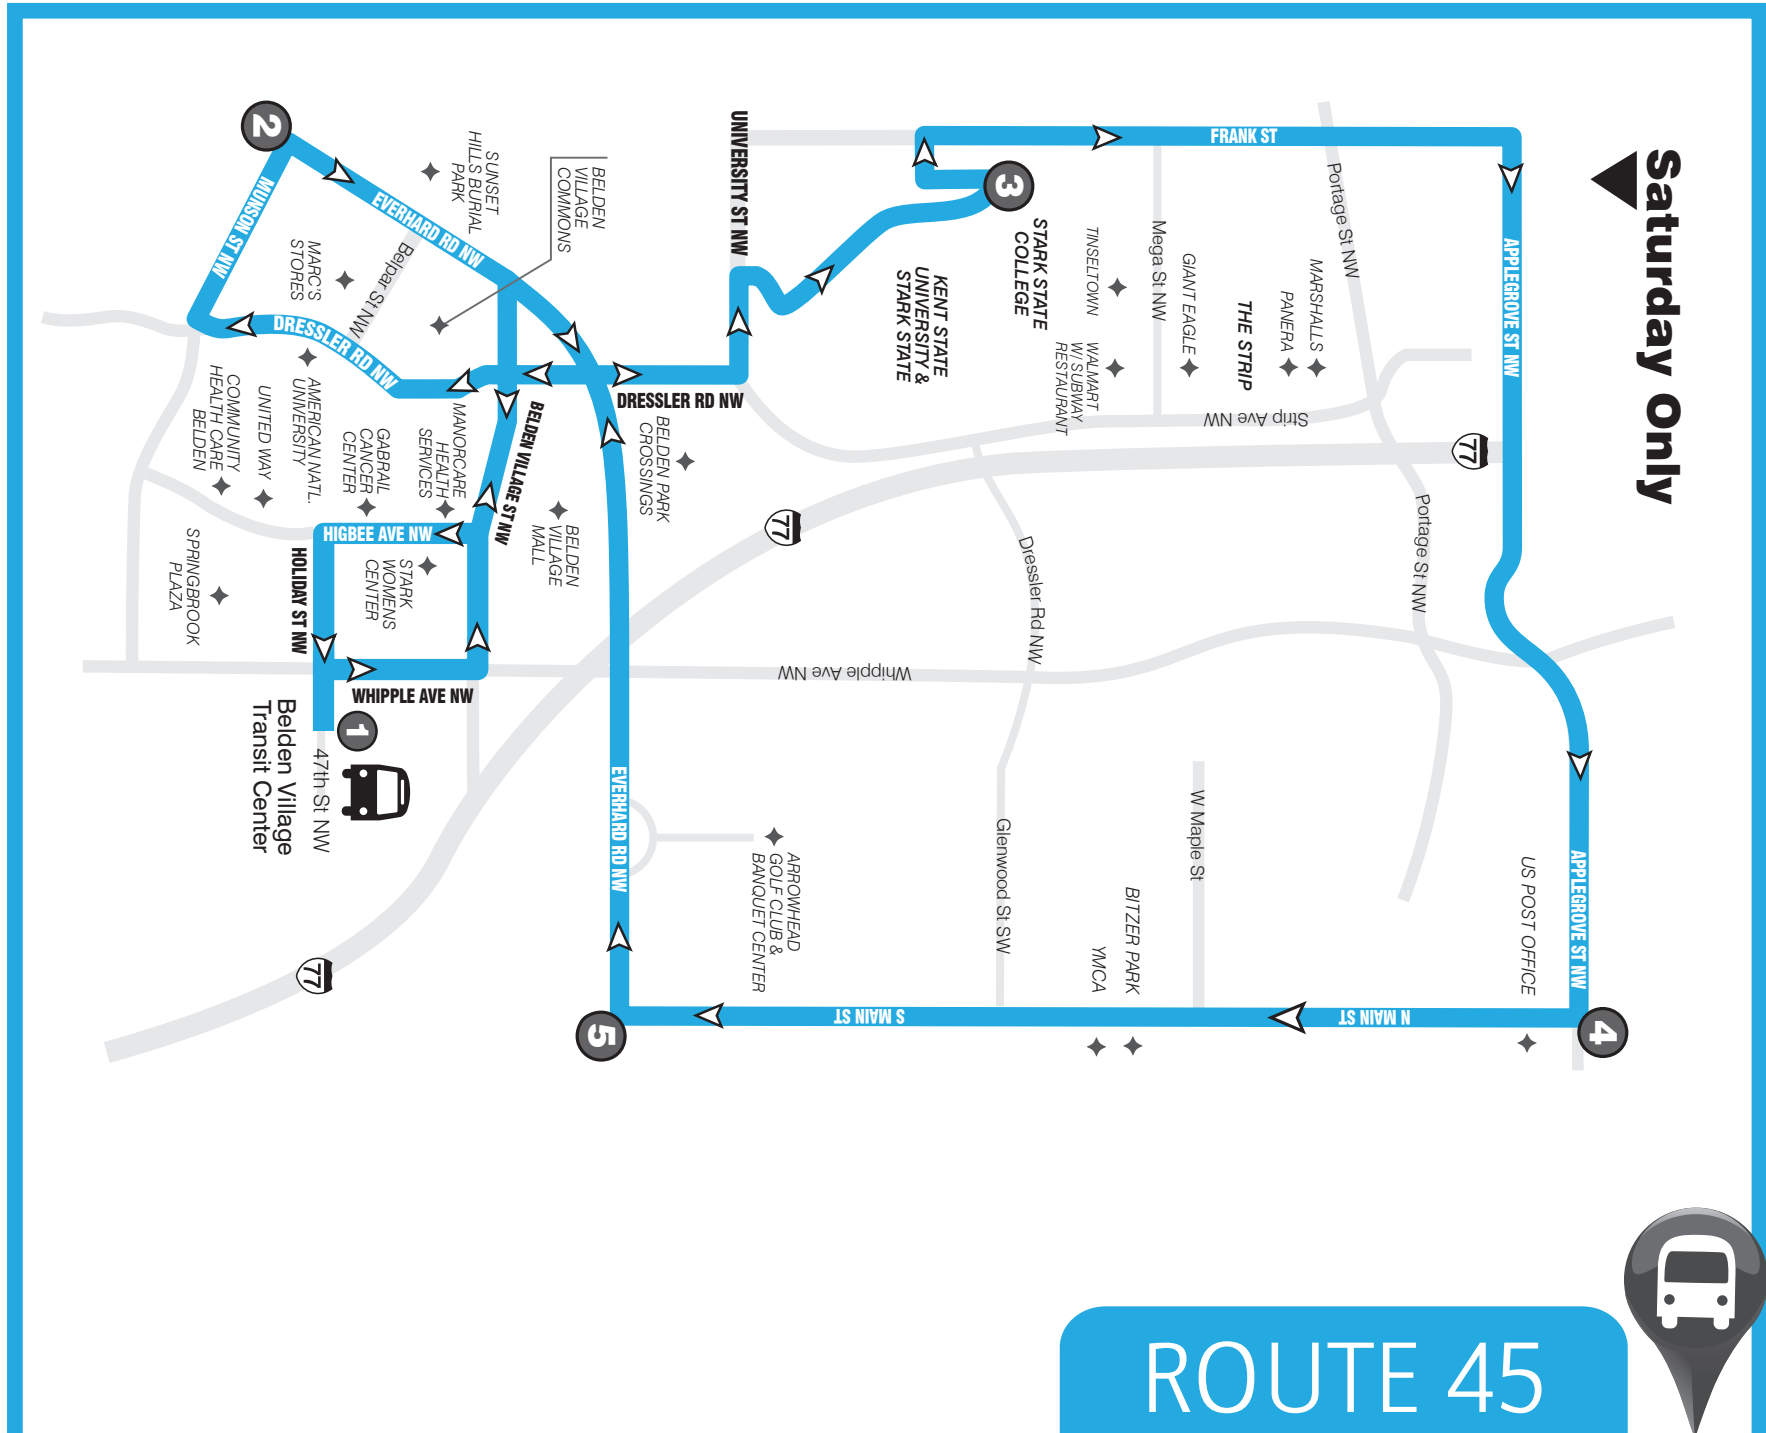 Saturday Only
2
SUNSET
HILLS BURIAL
PARK
BELDEN
VILLAGE
COMMONS
UNIVERSITY ST NW
FRANK ST
Portage St NW
3
STARK STATE
COLLEGE
KENT STATE
UNIVERSITY &
STARK STATE
TINSELTOWN
Mega St NW
GIANT EAGLE
THE STRIP
PANERA
MARSHALLS
APPLEGROVE ST NW
MUNSON ST NW
EVERHARD RD NW
MARC'S
STORES
Belpar St NW
DRESSLER RD NW
DRESSLER RD NW
WALMART
W/ SUBWAY
RESTAURANT
Strip Ave NW
77
COMMUNITY
HEALTH CARE
BELDEN
UNITED WAY
AMERICAN NATL.
UNIVERSITY
GABRAIL
CANCER
CENTER
MANORCARE
HEALTH
SERVICES
BELDEN VILLAGE ST NW
BELDEN PARK
CROSSINGS
BELDEN
VILLAGE
MALL
77
Dressler Rd NW
Portage St NW
HIGBEE AVE NW
STARK
WOMENS
CENTER
HOLIDAY ST NW
SPRINGBROOK
PLAZA
Whipple Ave NW
WHIPPLE AVE NW
1
47th St NW
Belden Village
Transit Center
EVERHARD RD NW
ARROWHEAD
GOLF CLUB &
BANQUET CENTER
Glenwood St SW
W Maple St
BITZER PARK
YMCA
US POST OFFICE
APPLEGROVE ST NW
77
5
S MAIN ST
N MAIN ST
4
ROUTE 45